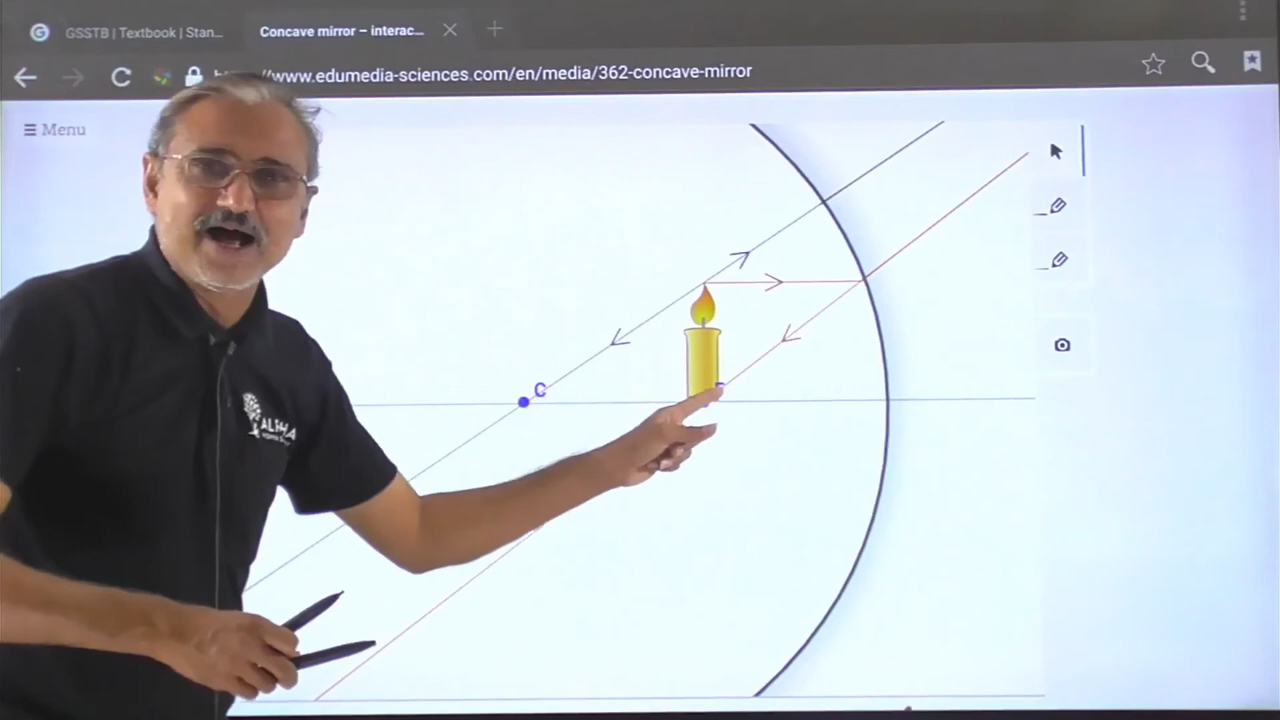 GSSTB | Textbook | Stan...
Concave mirror – interac...
//www.edumedia-sciences.com/en/media/362-concave-mirror
Menu
C
ALPHA